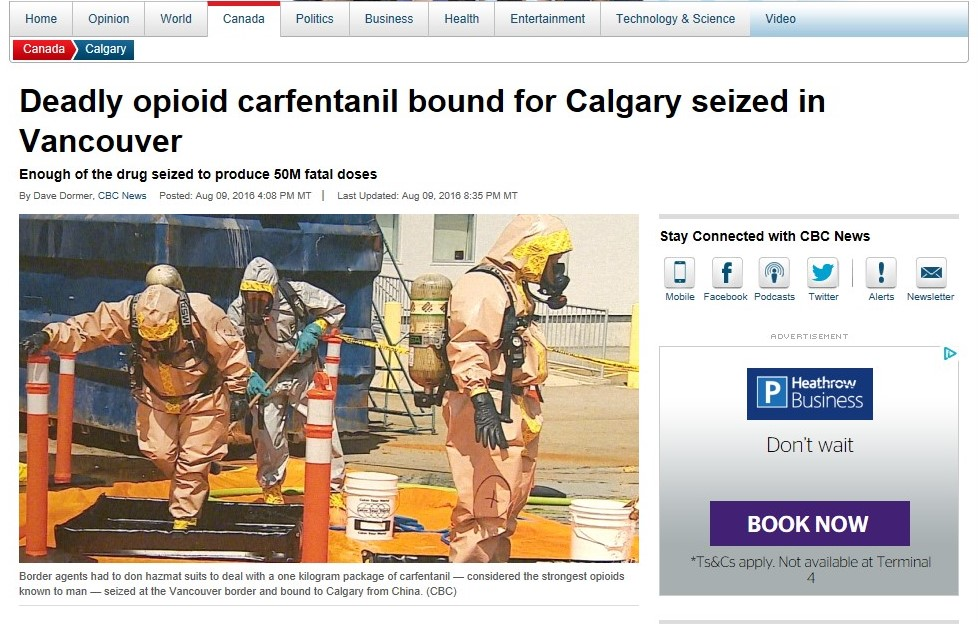 Home Opinion World Canada Politics Business Health Entertainment Technology & Science Video
Canada Calgary
Deadly opioid carfentanil bound for Calgary seized in
Vancouver
Enough of the drug seized to produce 50M fatal doses
By Dave Dormer, CBC News Posted: Aug 09, 2016 4:08 PM MT | Last Updated: Aug 09, 2016 8:35 PM MT
Border agents had to don hazmat suits to deal with a one kilogram package of carfentanil — considered the strongest opioids
known to man — seized at the Vancouver border and bound to Calgary from China. (CBC)
Stay Connected with CBC News
Mobile Facebook Podcasts Twitter Alerts Newsletter
ADVERTISEMENT
P Heathrow
Business
Don't wait
BOOK NOW
*Ts&Cs apply. Not available at Terminal
4